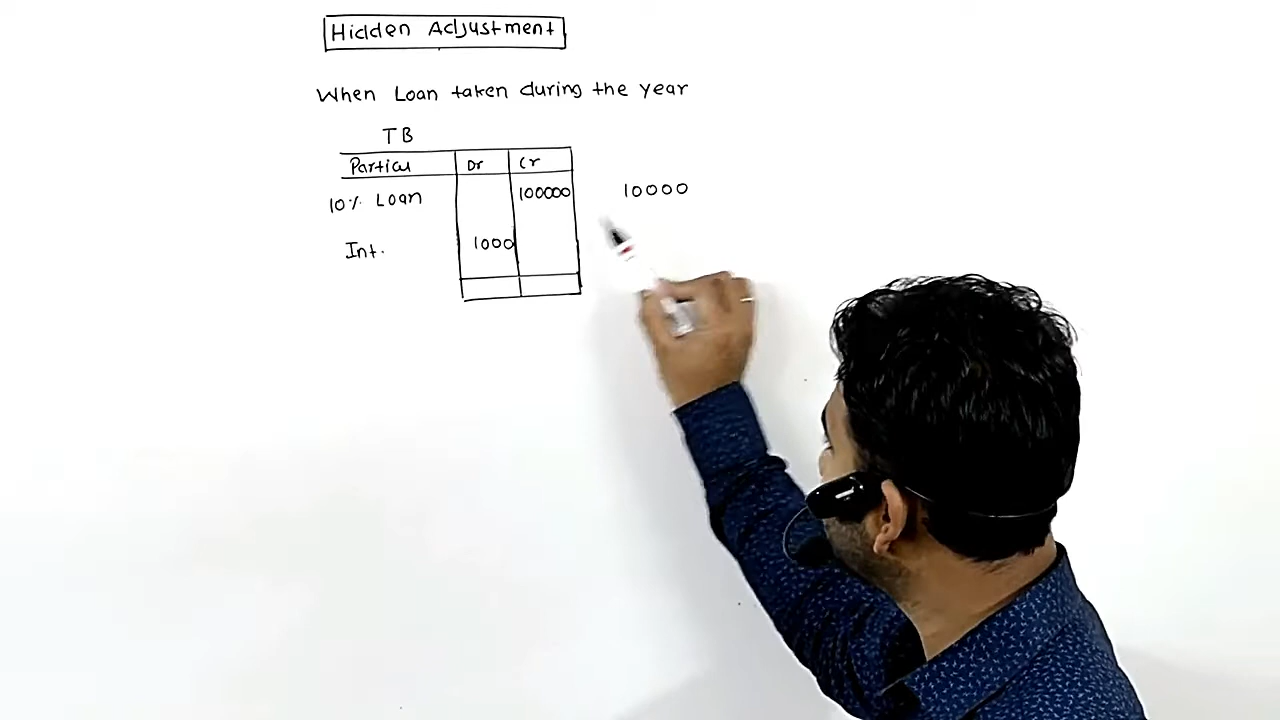 Hidden Adjustment
When Loan taken during the year
TB
Particu Dr Cr
10% Loan 100000 10000
Int. 1000